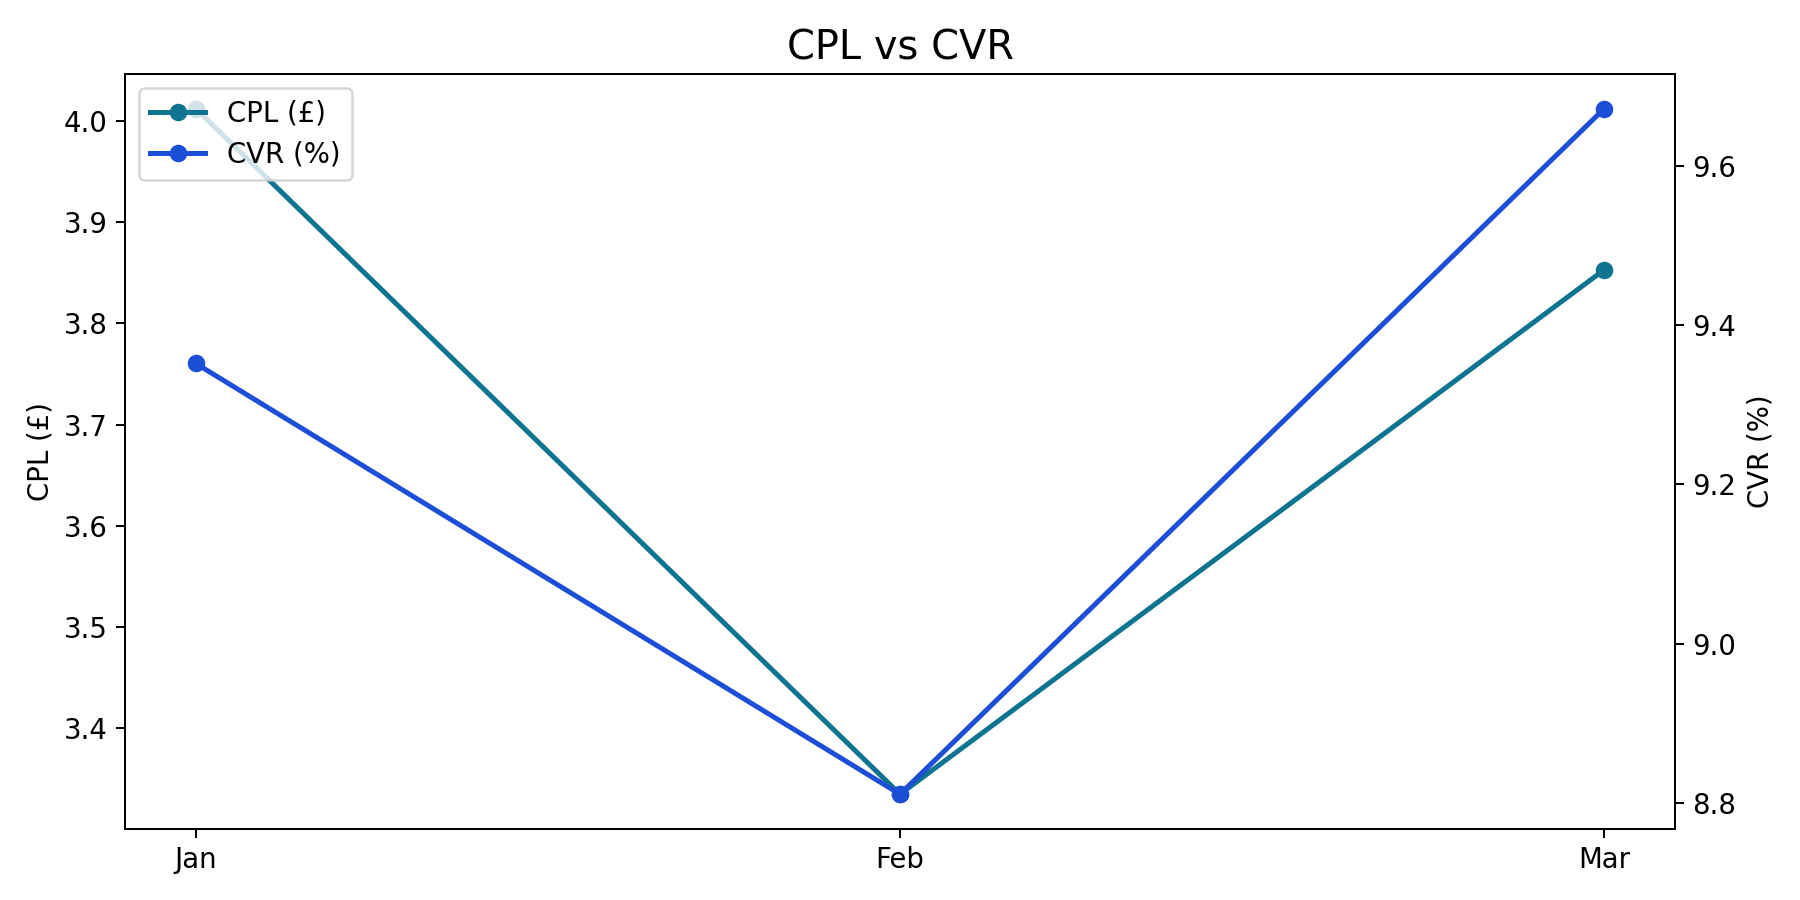 CPL vs CVR
CPL (£)
CVR (%)
4.0
3.9
3.8
3.7
3.6
3.5
3.4
CPL (£)
9.6
9.4
9.2
9.0
8.8
CVR (%)
Jan Feb Mar